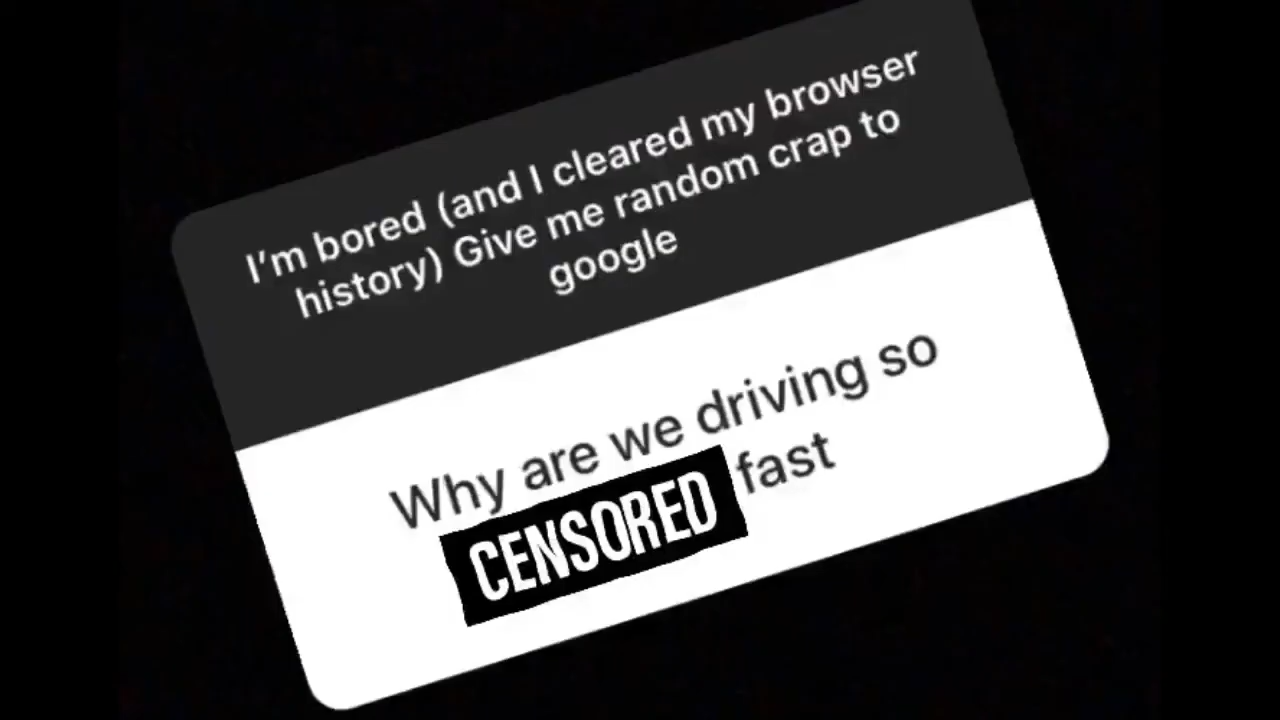 I'm bored (and I cleared my browser
history) Give me random crap to
google
Why are we driving so
CENSORED fast